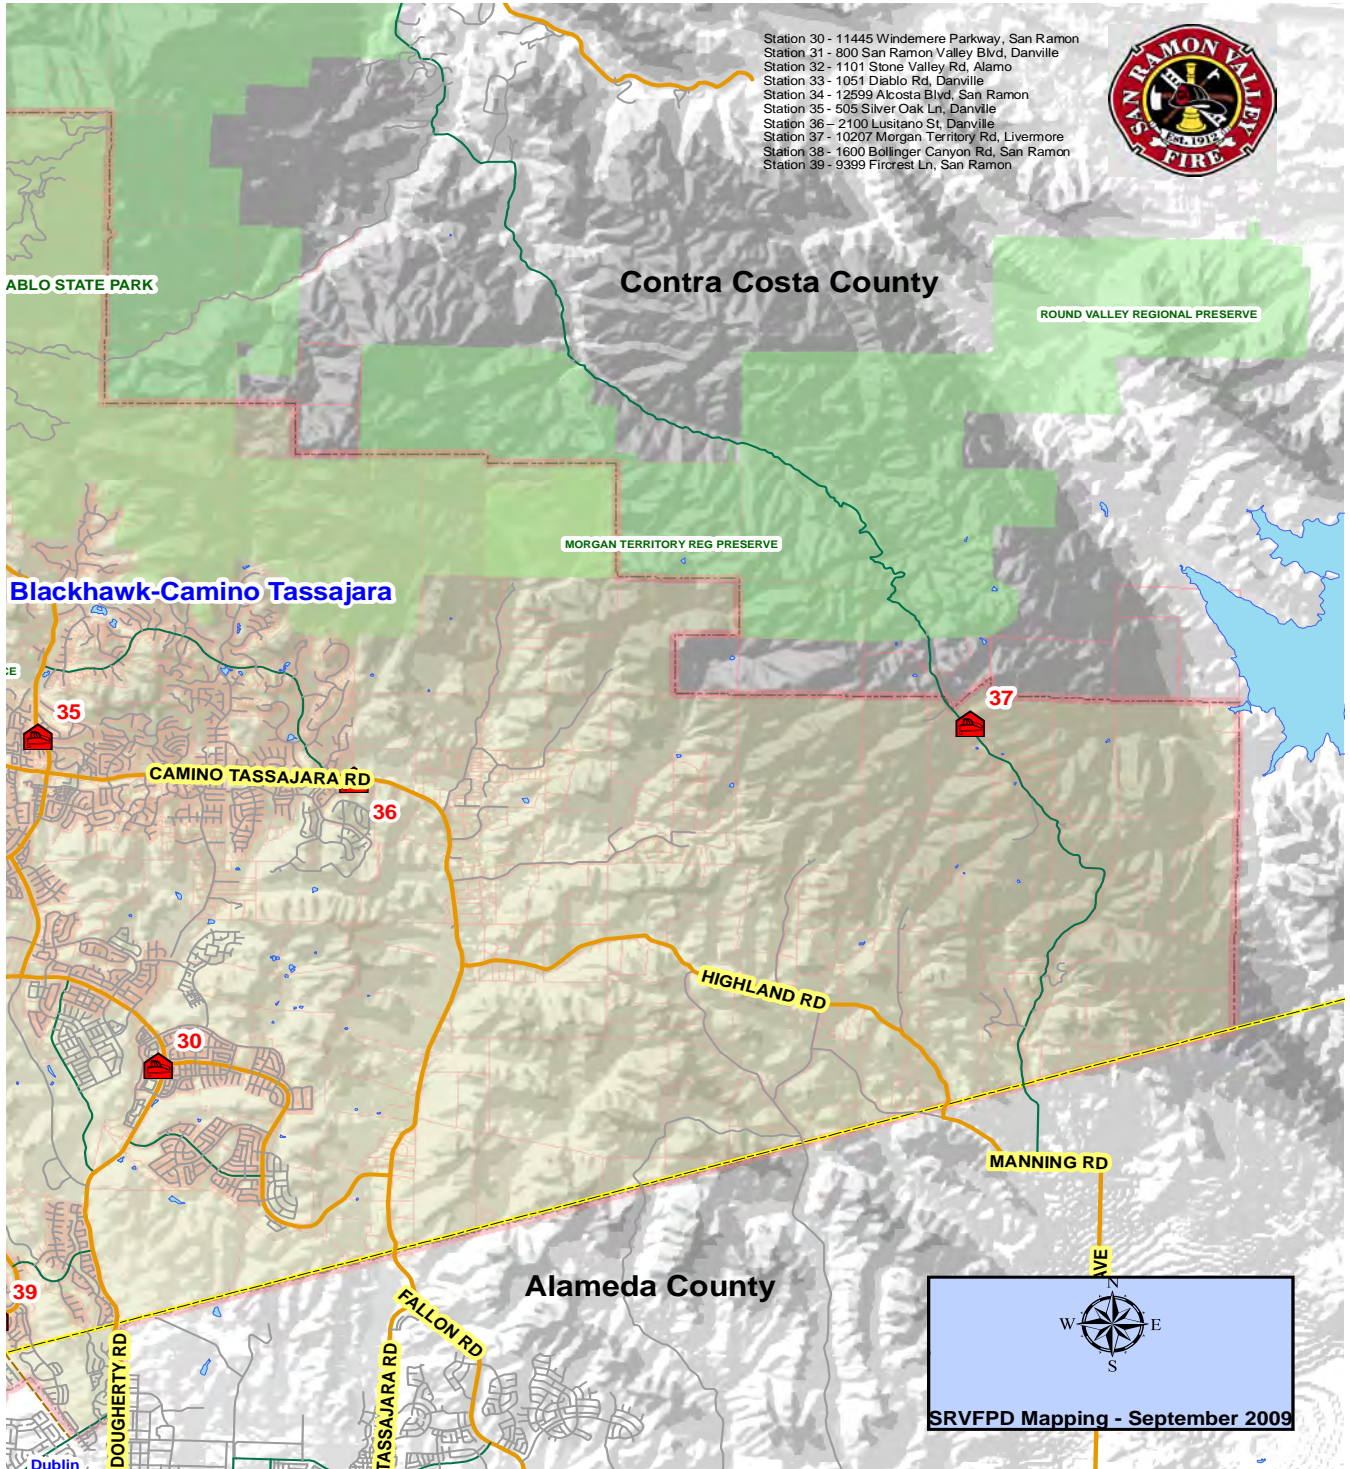 Station 30 - 11445 Windemere Parkway, San Ramon
Station 31 - 800 San Ramon Valley Blvd, Danville
Station 32 - 1101 Stone Valley Rd, Alamo
Station 33 - 1051 Diablo Rd, Danville
Station 34 - 12599 Alcosta Blvd, San Ramon
Station 35 - 505 Silver Oak Ln, Danville
Station 36 – 2100 Lusitano St, Danville
Station 37 - 10207 Morgan Territory Rd, Livermore
Station 38 - 1600 Bollinger Canyon Rd, San Ramon
Station 39 - 9399 Fircrest Ln, San Ramon
SAN RAMON VALLEY
Est. 1912
FIRE
Contra Costa County
ABLO STATE PARK
ROUND VALLEY REGIONAL PRESERVE
MORGAN TERRITORY REG PRESERVE
Blackhawk-Camino Tassajara
CE
37
35
CAMINO TASSAJARA RD
36
HIGHLAND RD
30
MANNING RD
AVE
Alameda County
39
FALLON RD
DOUGHERTY RD
TASSAJARA RD
N
W
E
S
SRVFPD Mapping - September 2009
Dublin